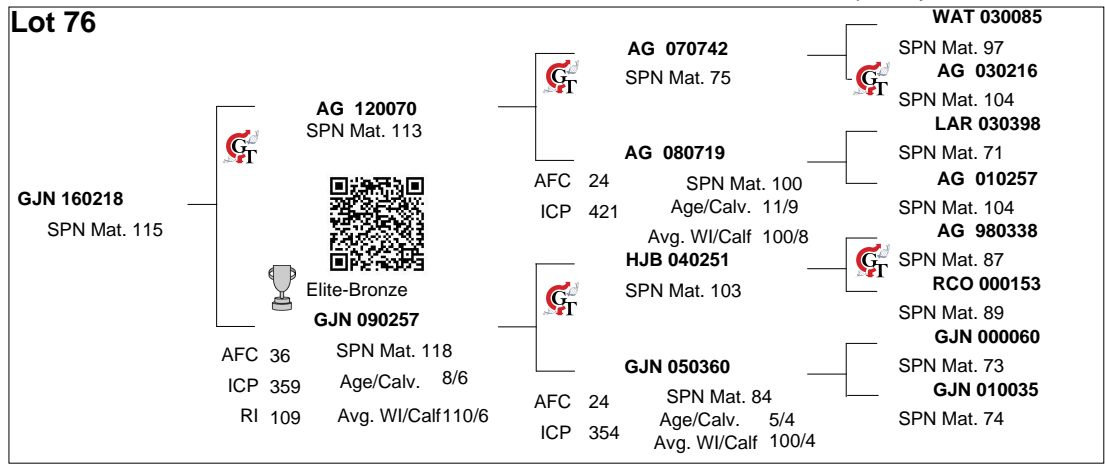 Lot 76
GJN 160218
SPN Mat. 115
GT
AG 120070
SPN Mat. 113
Elite-Bronze
GJN 090257
SPN Mat. 118
AFC 36
ICP 359
Age/Calv. 8/6
RI 109
Avg. WI/Calf 110/6
GT
AG 070742
SPN Mat. 75
AG 080719
AFC 24
SPN Mat. 100
ICP 421
Age/Calv. 11/9
Avg. WI/Calf 100/8
GT
HJB 040251
SPN Mat. 103
GJN 050360
AFC 24
SPN Mat. 84
ICP 354
Age/Calv. 5/4
Avg. WI/Calf 100/4
WAT 030085
SPN Mat. 97
GT
AG 030216
SPN Mat. 104
LAR 030398
SPN Mat. 71
AG 010257
SPN Mat. 104
AG 980338
GT
SPN Mat. 87
RCO 000153
SPN Mat. 89
GJN 000060
SPN Mat. 73
GJN 010035
SPN Mat. 74